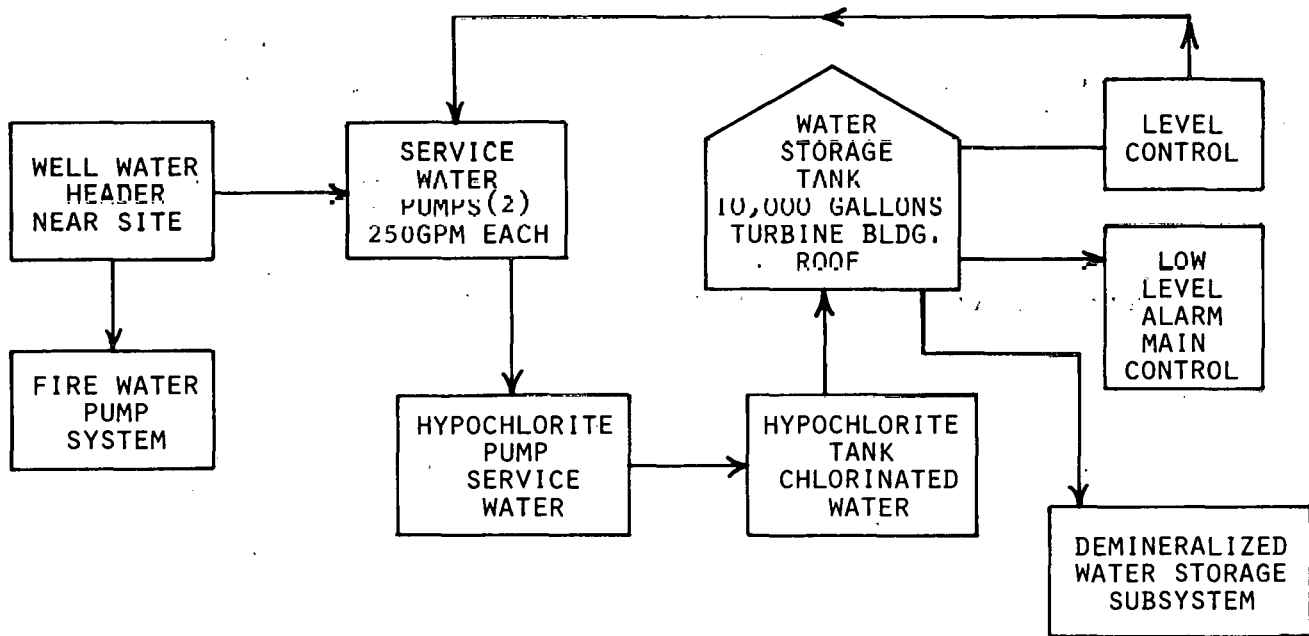 WELL WATER
HEADER
NEAR SITE
SERVICE
WATER
PUMPS(2)
250GPM EACH
WATER
STORAGE
TANK
10,000 GALLONS
TURBINE BLDG.
ROOF
LEVEL
CONTROL
LOW
LEVEL
ALARM
MAIN
CONTROL
FIRE WATER
PUMP
SYSTEM
HYPOCHLORITE
PUMP
SERVICE
WATER
HYPOCHLORITE
TANK
CHLORINATED
WATER
DEMINERALIZED
WATER STORAGE
SUBSYSTEM